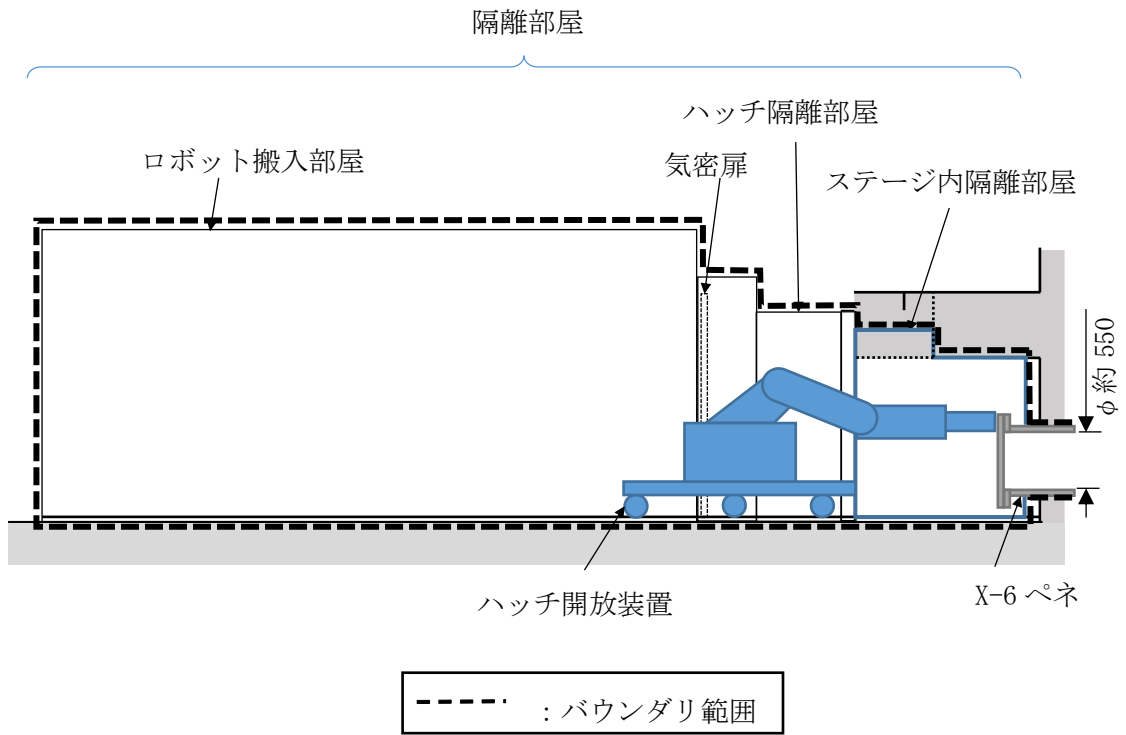 隔離部屋
ハッチ隔離部屋
ロボット搬入部屋
気密扉
ステージ内隔離部屋
φ約 550
ハッチ開放装置
X-6 ペネ
：バウンダリ範囲